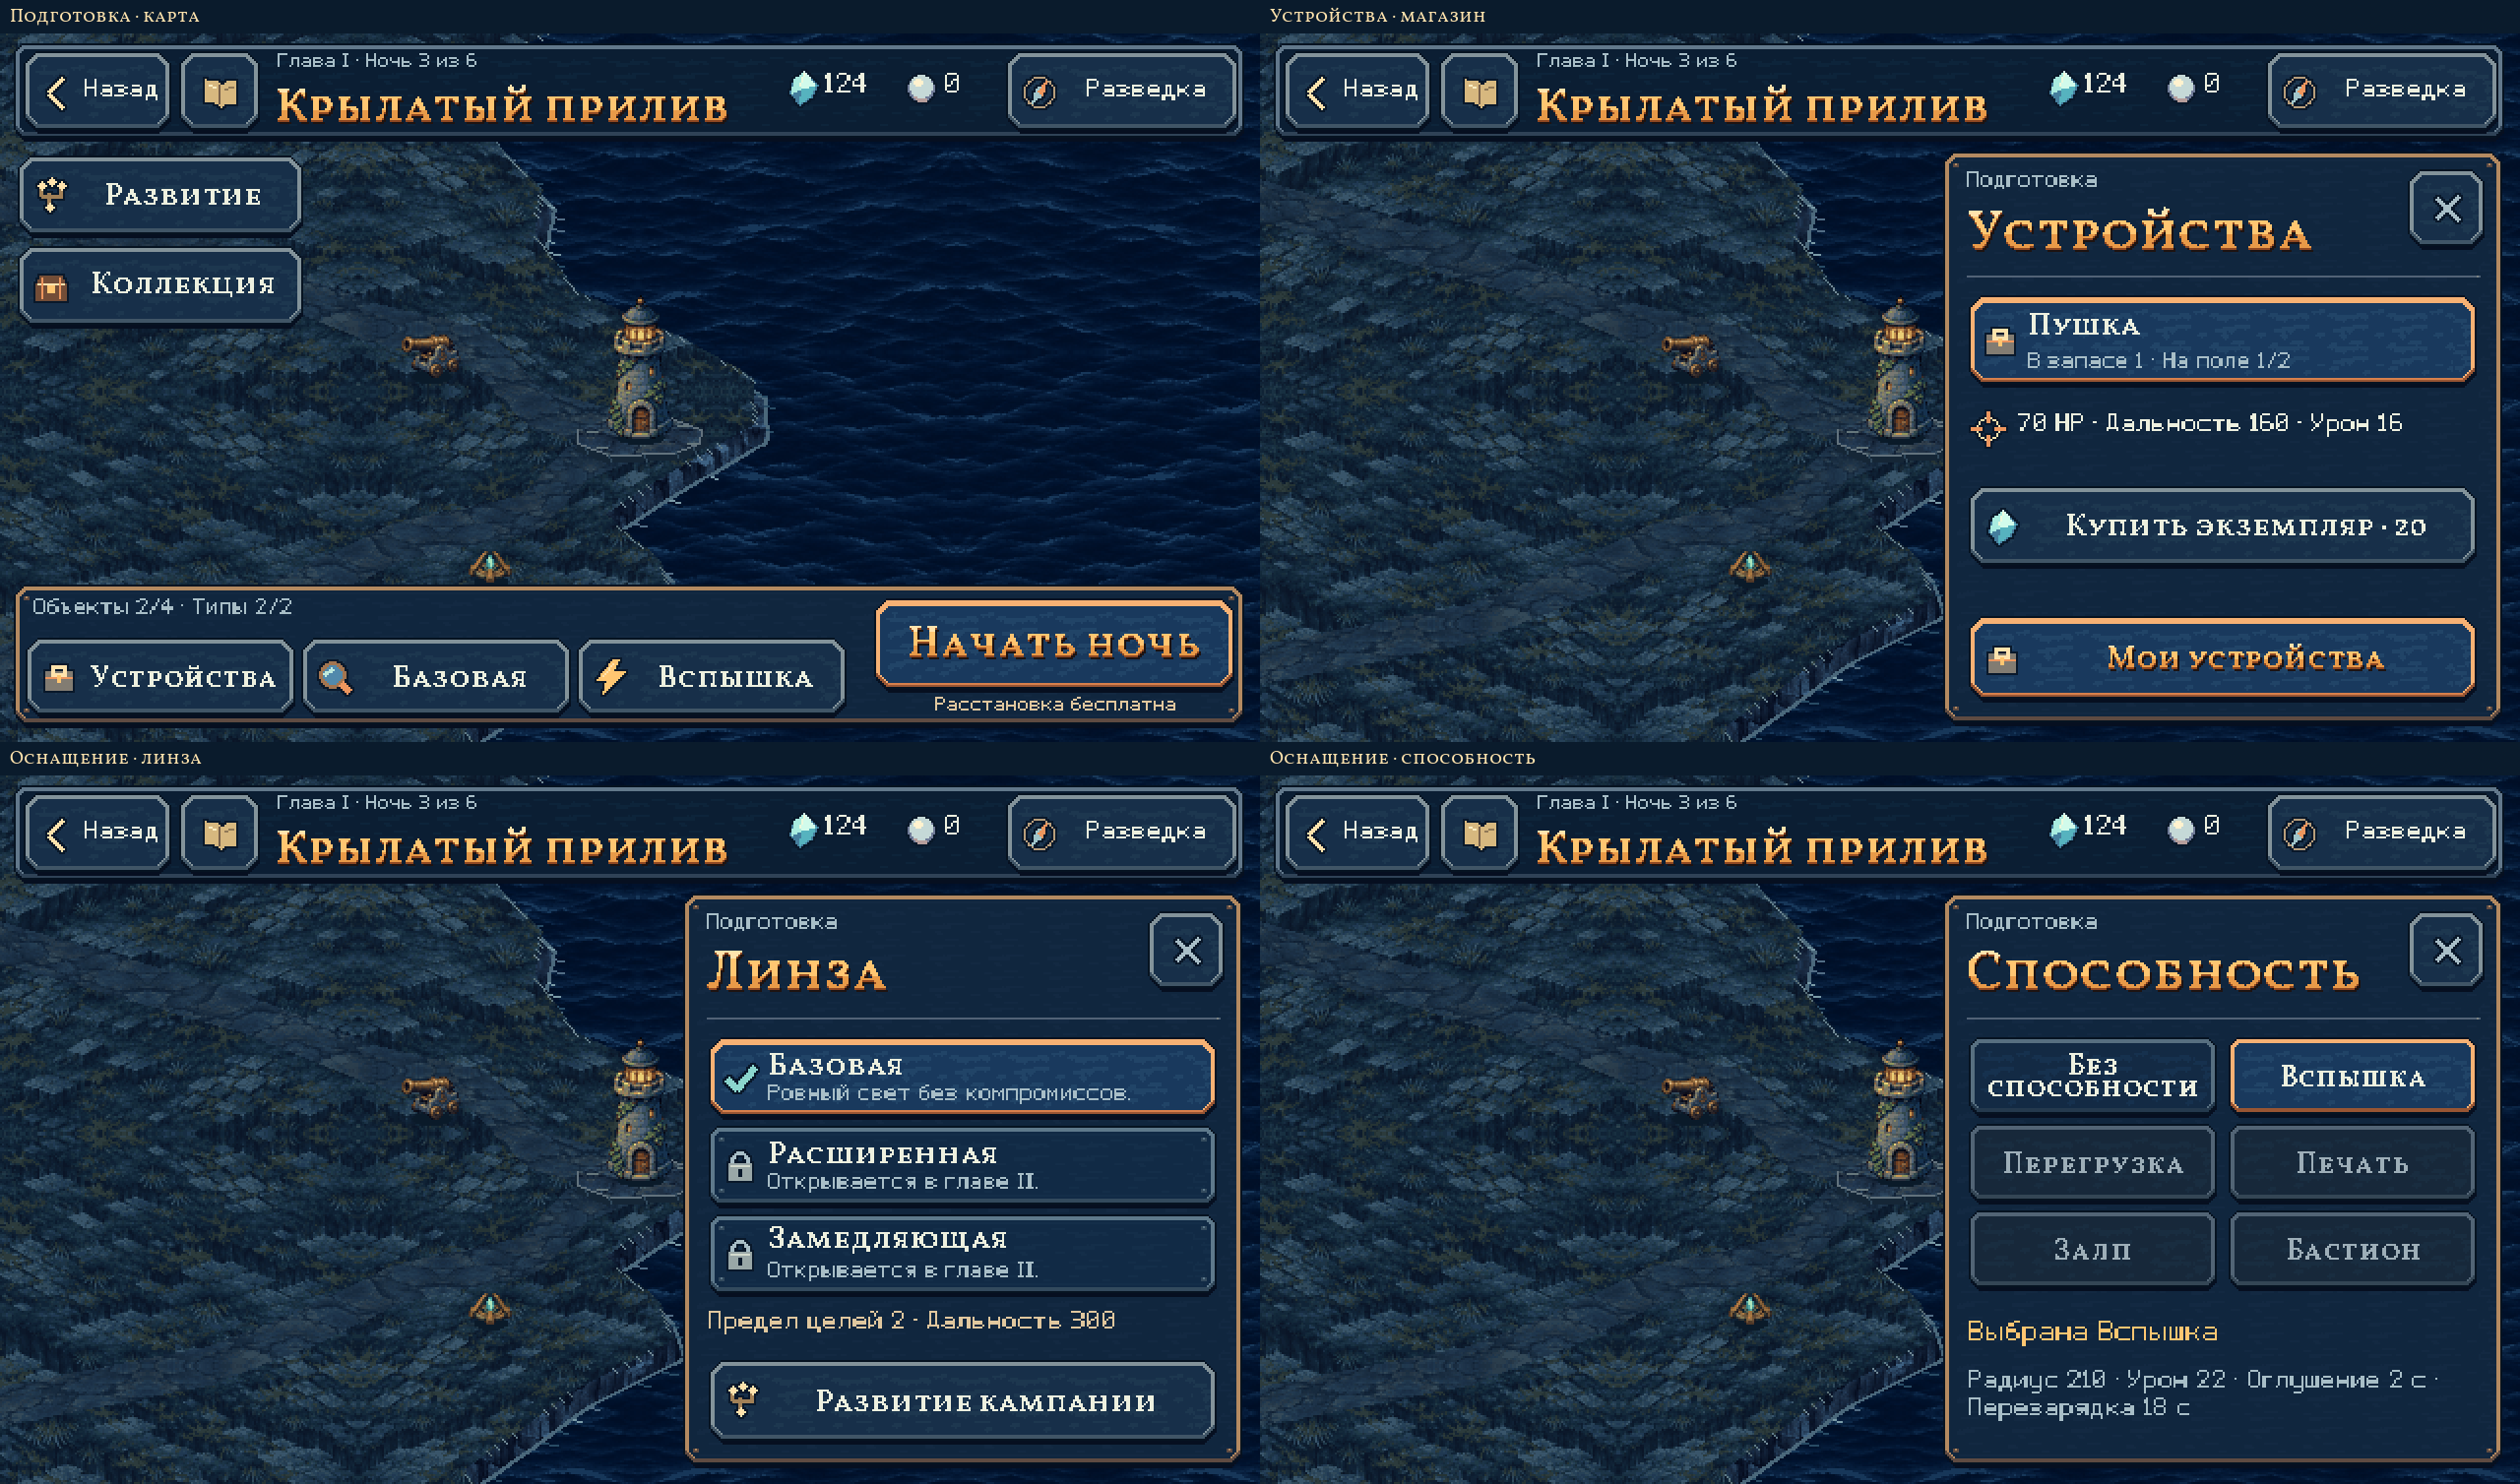 Подготовка · карта
Глава I · Ночь 3 из 6
Назад
Крылатый прилив
124
0
Разведка
Развитие
Коллекция
Объекты 2/4 · Типы 2/2
Устройства
Базовая
Вспышка
Начать ночь
Расстановка бесплатна
Устройства · магазин
Глава I · Ночь 3 из 6
Назад
Крылатый прилив
124
0
Разведка
Подготовка
Устройства
Пушка
В запасе 1 · На поле 1/2
70 HP · Дальность 160 · Урон 16
Купить экземпляр · 20
Мои устройства
Оснащение · линза
Глава I · Ночь 3 из 6
Назад
Крылатый прилив
124
0
Разведка
Подготовка
Линза
Базовая
Ровный свет без компромиссов.
Расширенная
Открывается в главе II.
Замедляющая
Открывается в главе II.
Предел целей 2 · Дальность 300
Развитие кампании
Оснащение · способность
Глава I · Ночь 3 из 6
Назад
Крылатый прилив
124
0
Разведка
Подготовка
Способность
Без
способности
Вспышка
Перегрузка
Печать
Залп
Бастион
Выбрана Вспышка
Радиус 210 · Урон 22 · Оглушение 2 с ·
Перезарядка 18 с